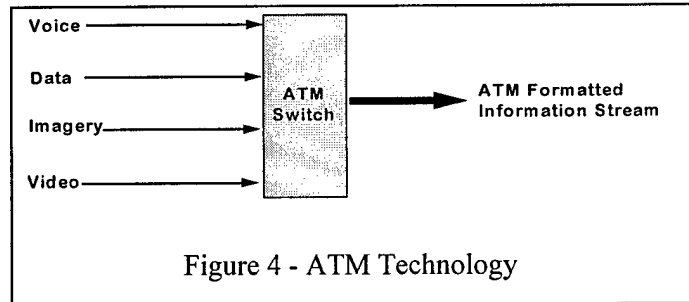 Voice
Data
Imagery
Video
ATM
Switch
ATM Formatted
Information Stream
Figure 4 - ATM Technology